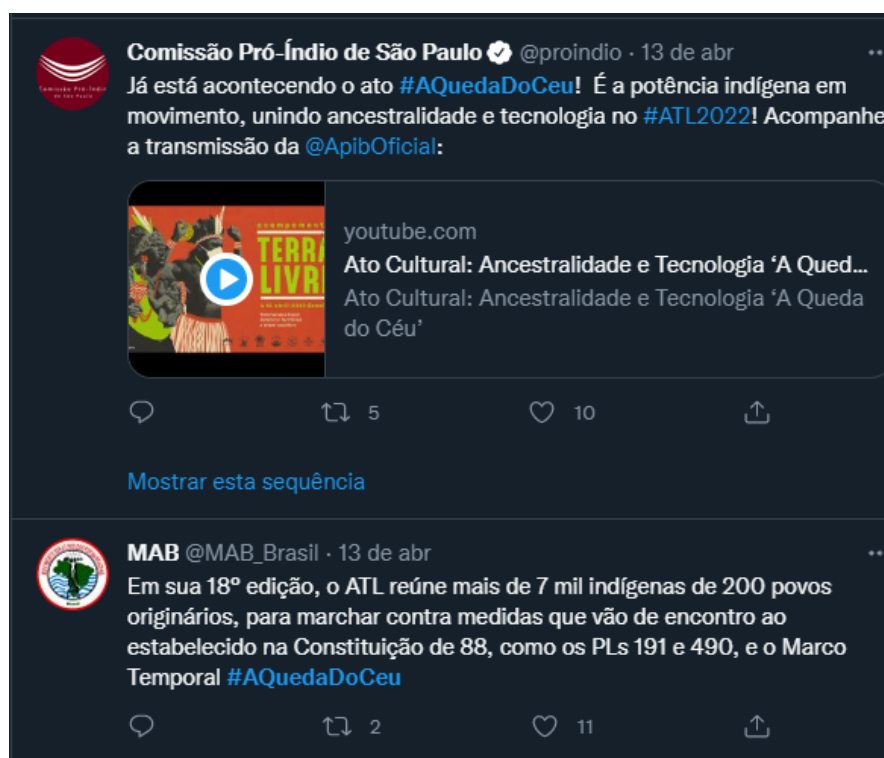 Comissão Pró-Índio de São Paulo @proindio · 13 de abr
Já está acontecendo o ato #AQuedaDoCeu! É a potência indígena em
movimento, unindo ancestralidade e tecnologia no #ATL2022! Acompanhe
a transmissão da @ApibOficial:
TERRA
LIVRE
youtube.com
Ato Cultural: Ancestralidade e Tecnologia ‘A Qued...
Ato Cultural: Ancestralidade e Tecnologia ‘A Queda
do Céu’
5 10
Mostrar esta sequência
MAB @MAB_Brasil · 13 de abr
Em sua 18º edição, o ATL reúne mais de 7 mil indígenas de 200 povos
originários, para marchar contra medidas que vão de encontro ao
estabelecido na Constituição de 88, como os PLs 191 e 490, e o Marco
Temporal #AQuedaDoCeu
2 11